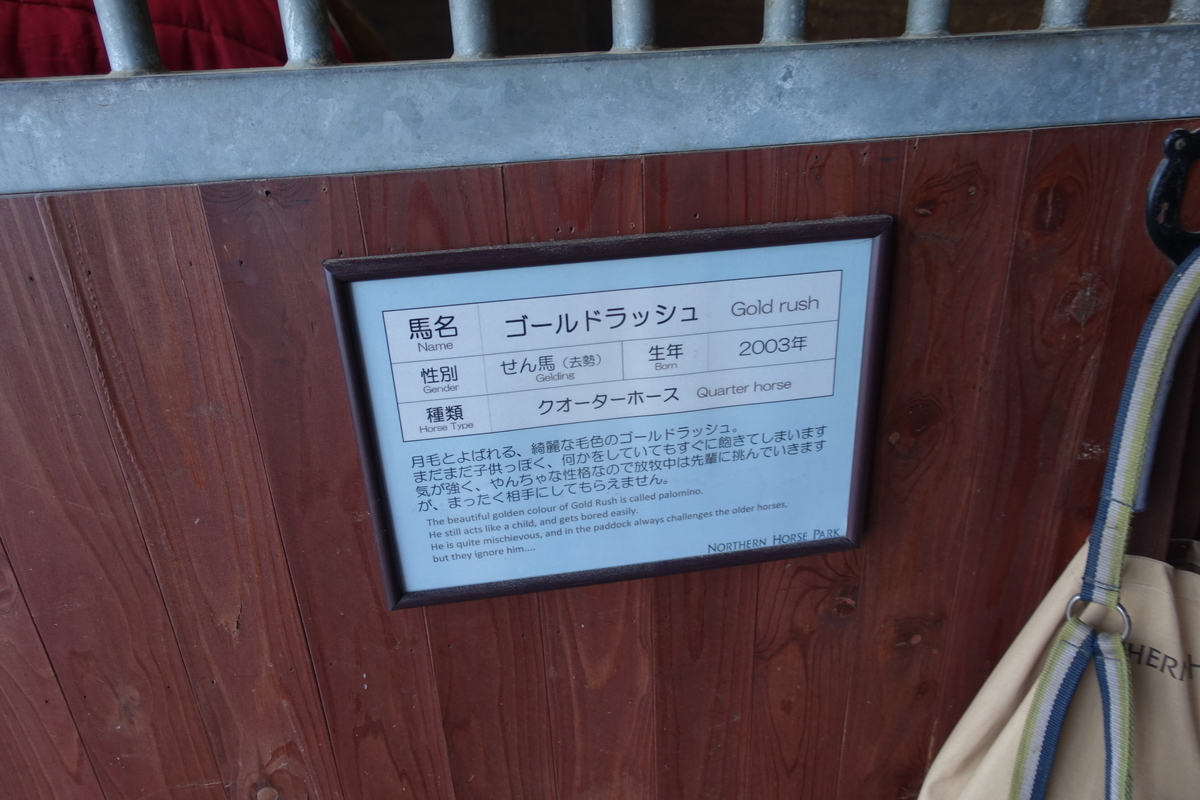 馬名 ゴールドラッシュ Gold rush
Name
性別 せん馬（去勢） 生年 2003年
Gender Gelding Born
種類 クオーターホース Quarter horse
Horse Type
月毛とよばれる、綺麗な毛色のゴールドラッシュ。
まだまだ子供っぽく、何かをしていてもすぐに飽きてしまいます
気が強く、やんちゃな性格なので放牧中は先輩に挑んでいきます
が、まったく相手にしてもらえません。
The beautiful golden colour of Gold Rush is called palomino.
He still acts like a child, and gets bored easily.
He is quite mischievous, and in the paddock always challenges the older horses,
but they ignore him....
NORTHERN HORSE PARK